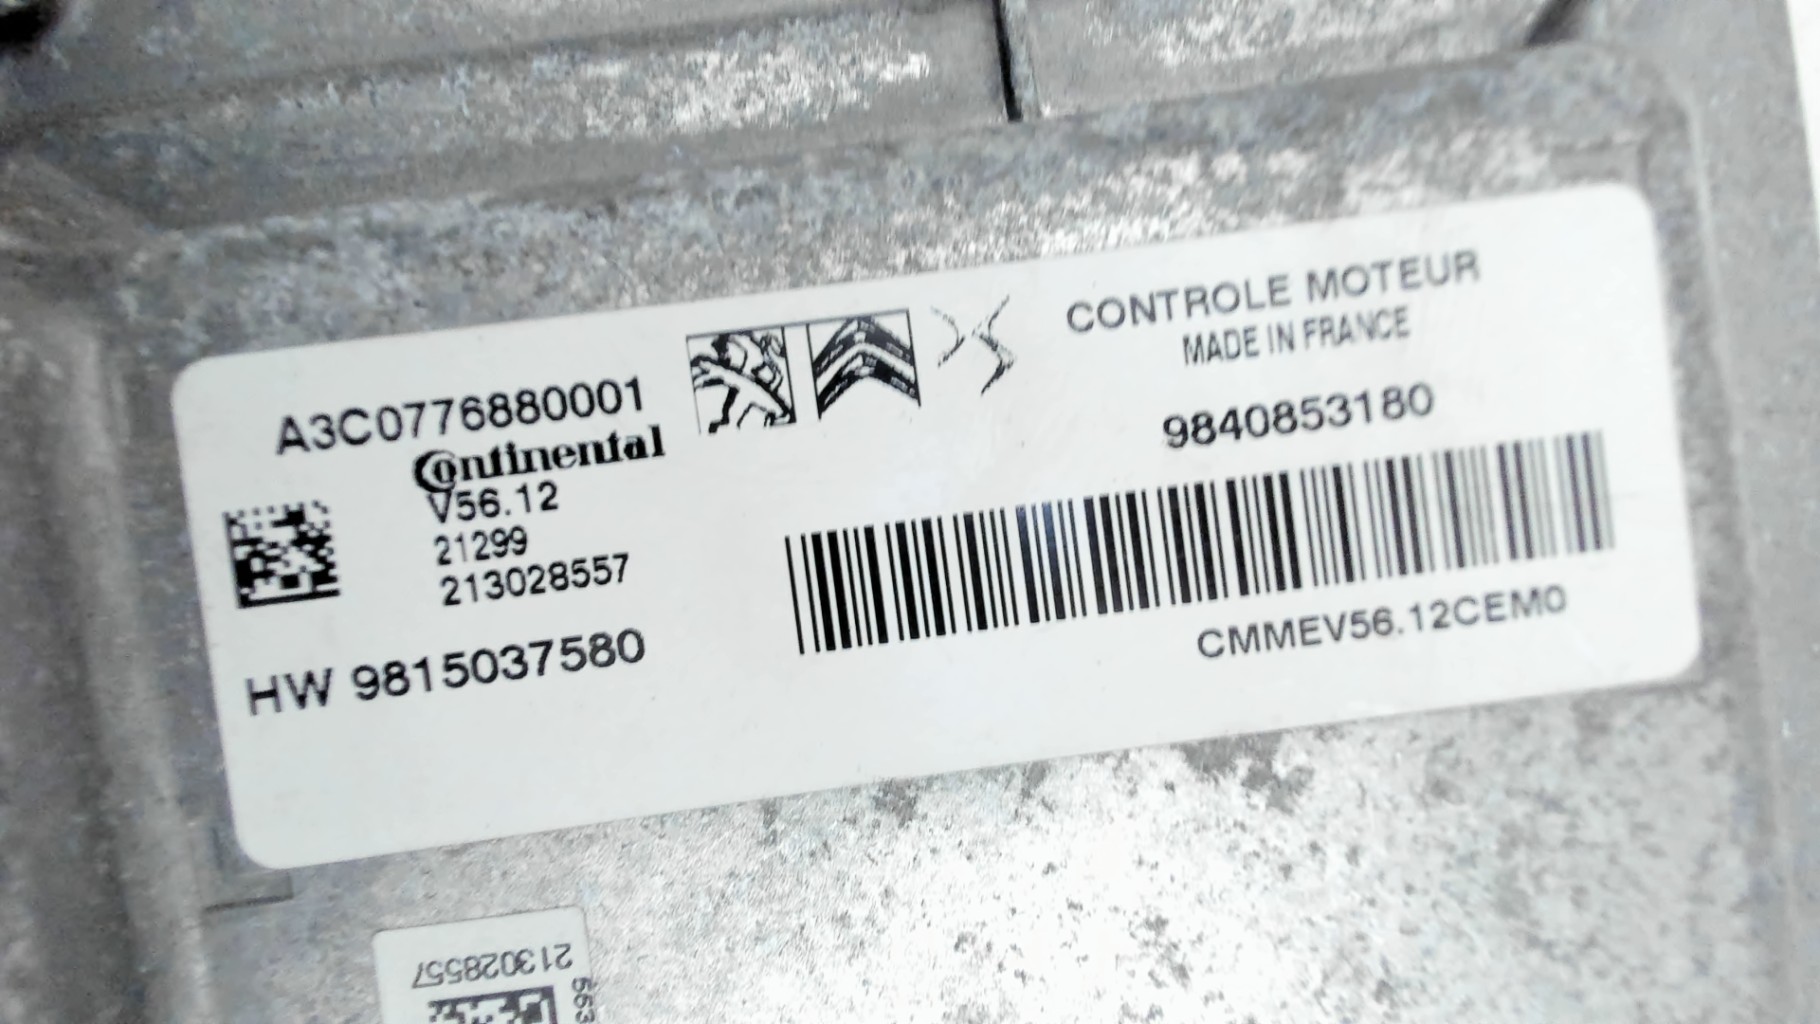 A3C0776880001
Continental
V56.12
21299
213028557
HW 9815037580
CONTROLE MOTEUR
MADE IN FRANCE
9840853180
CMMEV56.12CEM0
213028557